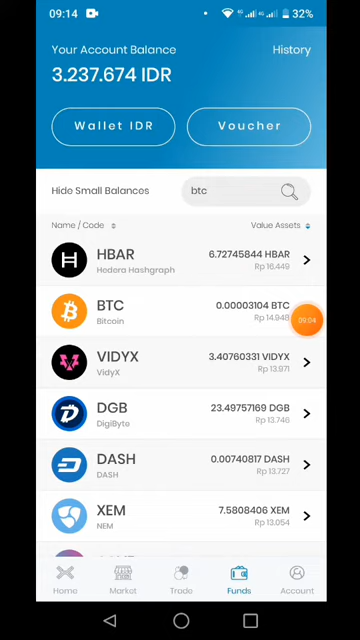 09:14
32%
Your Account Balance
History
3.237.674 IDR
Wallet IDR
Voucher
Hide Small Balances
btc
Name / Code
Value Assets
HBAR
6.72745844 HBAR
Hedera Hashgraph
Rp 16.449
BTC
0.00003104 BTC
Bitcoin
Rp 14.948
09:04
VIDYX
3.40760331 VIDYX
VidyX
Rp 13.971
DGB
23.49757169 DGB
DigiByte
Rp 13.746
DASH
0.00740817 DASH
DASH
Rp 13.727
XEM
7.5808406 XEM
NEM
Rp 13.054
Home
Market
Trade
Funds
Account